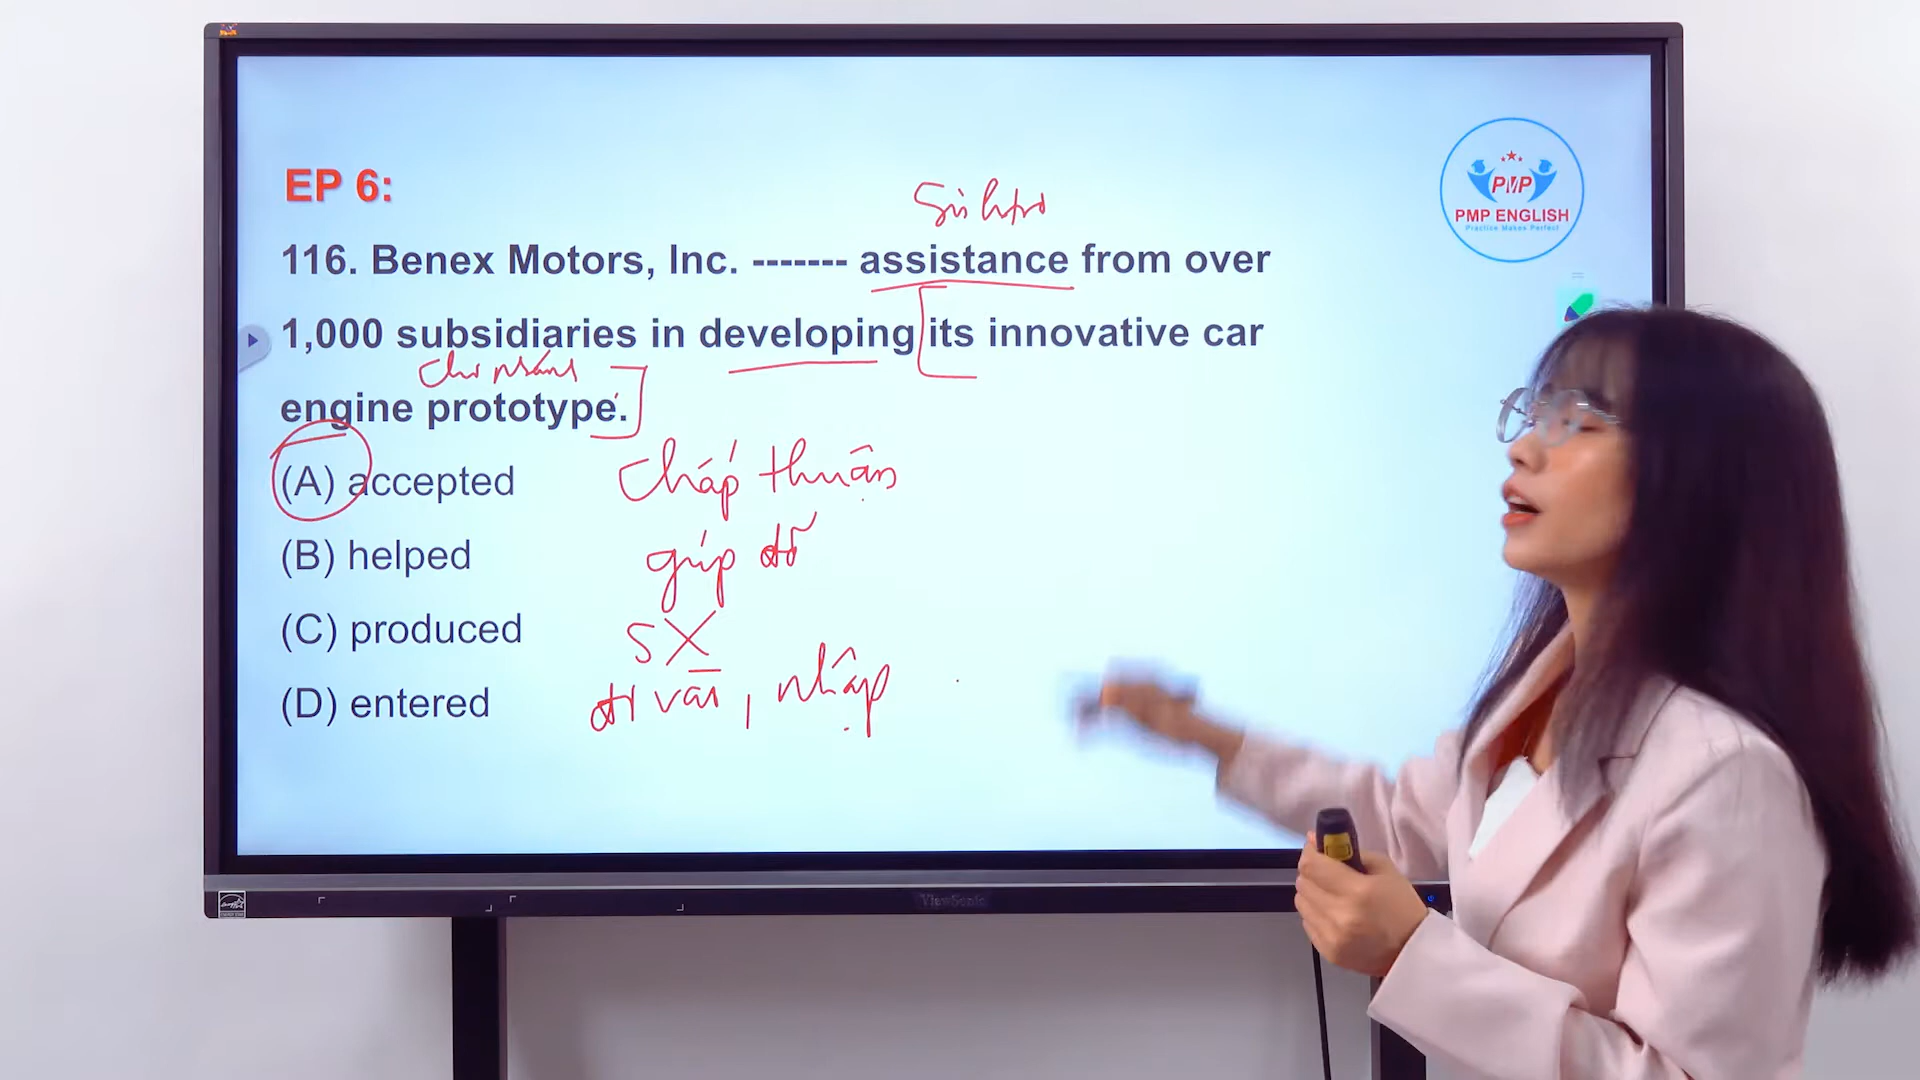 EP 6:
PMP
PMP ENGLISH
Practice Makes Perfect
Sự hỗ trợ
116. Benex Motors, Inc. ------- assistance from over
1,000 subsidiaries in developing its innovative car
chi nhánh
engine prototype.
(A) accepted chấp thuận
(B) helped giúp đỡ
(C) produced SX
(D) entered đi vào, nhập
ViewSonic